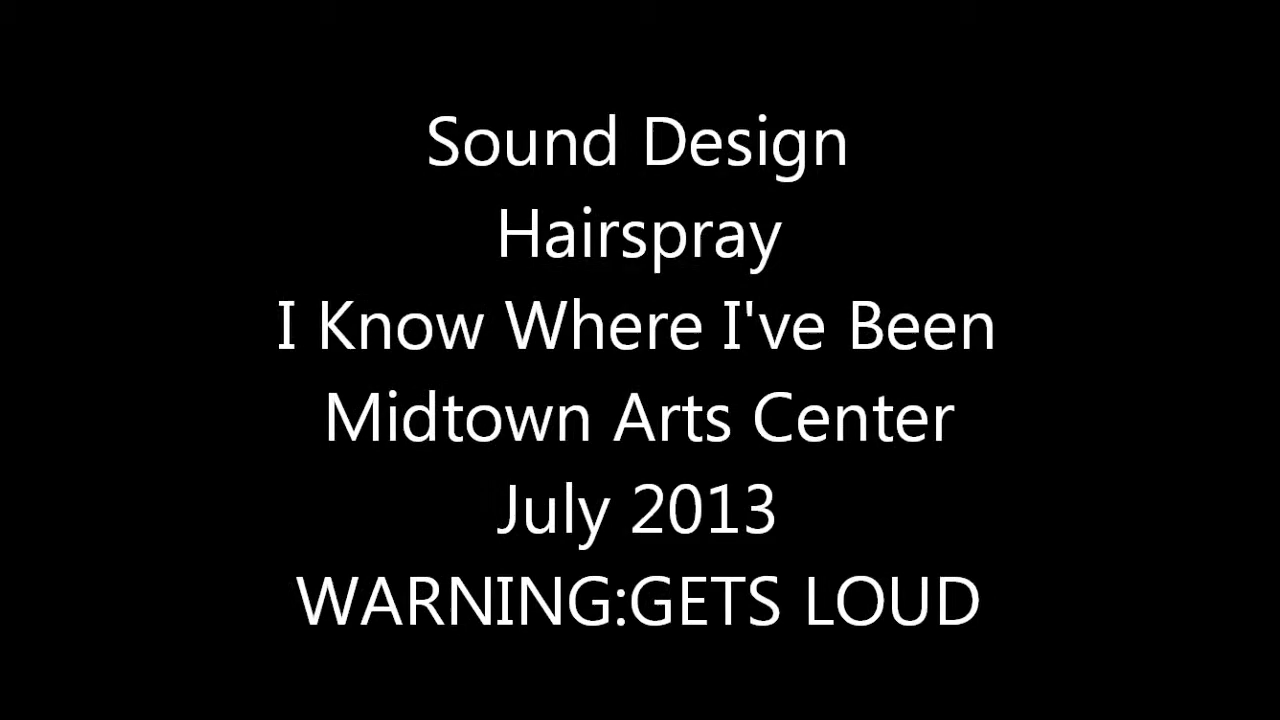 Sound Design
Hairspray
I Know Where I've Been
Midtown Arts Center
July 2013
WARNING:GETS LOUD